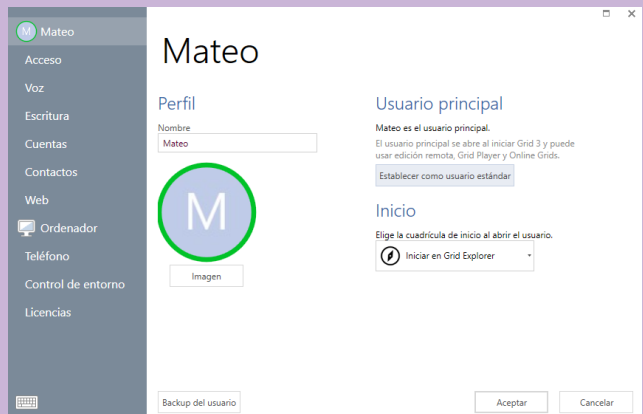 M Mateo
Acceso
Voz
Escritura
Cuentas
Contactos
Web
Ordenador
Teléfono
Control de entorno
Licencias
Mateo
Perfil
Nombre
Mateo
M
Imagen
Usuario principal
Mateo es el usuario principal.
El usuario principal se abre al iniciar Grid 3 y puede
usar edición remota, Grid Player y Online Grids.
Establecer como usuario estándar
Inicio
Elige la cuadrícula de inicio al abrir el usuario.
Iniciar en Grid Explorer
Backup del usuario
Aceptar
Cancelar